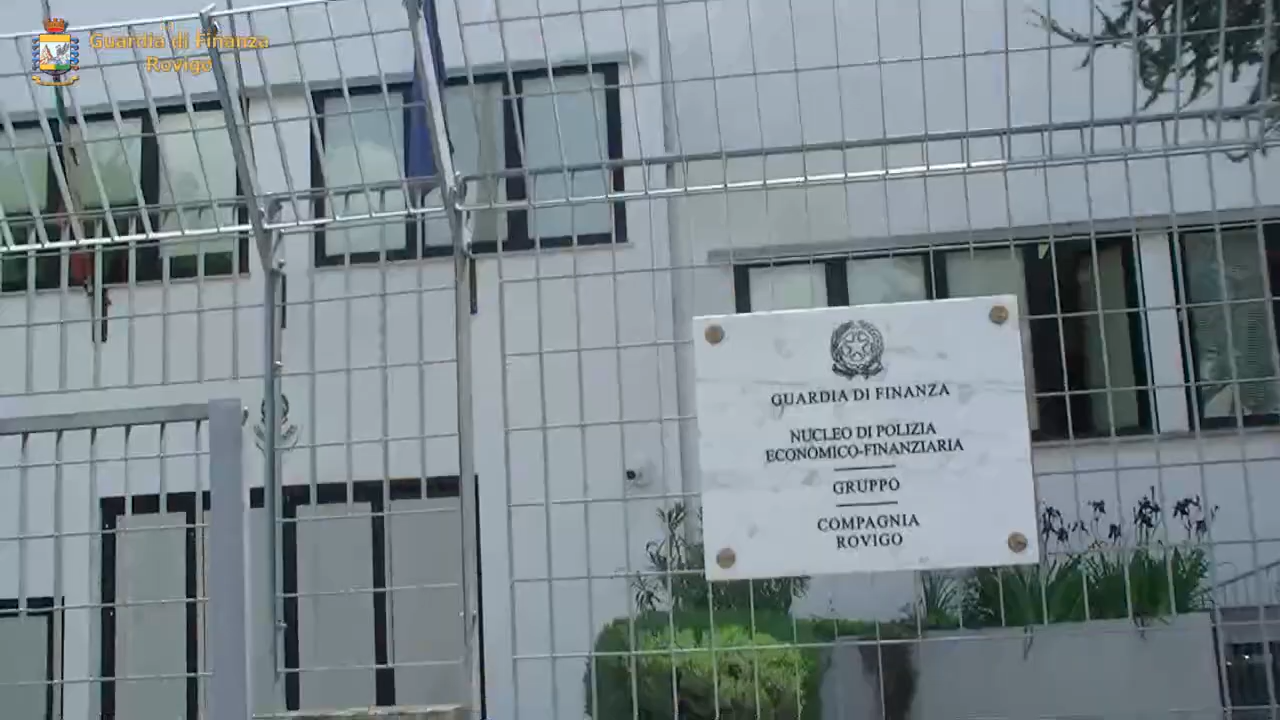 Guardia di Finanza
Rovigo
GUARDIA DI FINANZA
NUCLEO DI POLIZIA
ECONOMICO-FINANZIARIA
GRUPPO
COMPAGNIA
ROVIGO